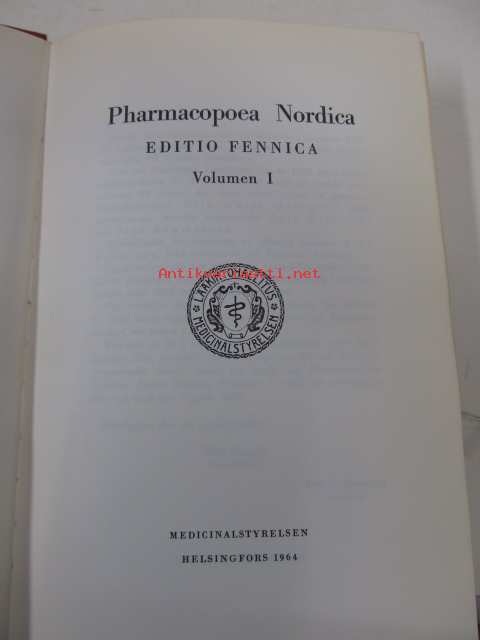 Pharmacopoea Nordica
EDITIO FENNICA
Volumen I
Antikvariaatti.net
LÄÄKINTÖHALLITUS
MEDICINALSTYRELSEN
MEDICINALSTYRELSEN
HELSINGFORS 1964